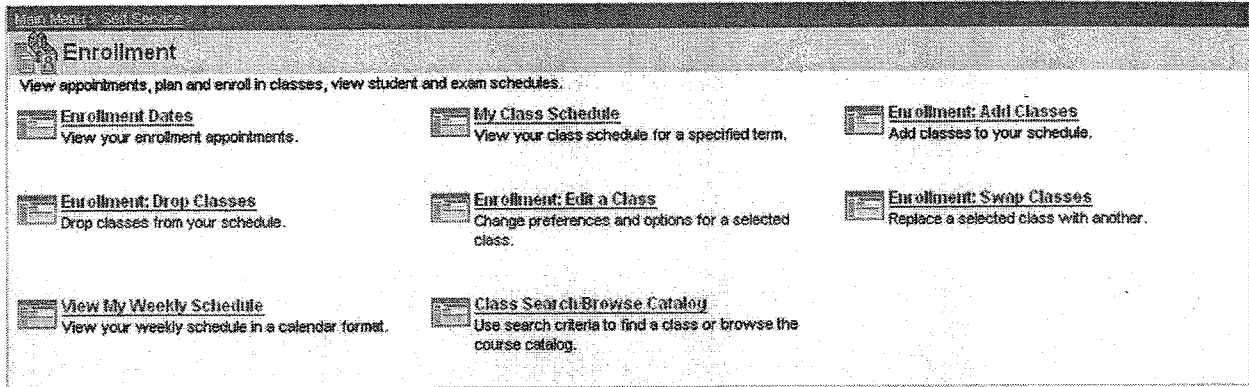 Main Menu > Self Service >
Enrollment
View appointments, plan and enroll in classes, view student and exam schedules.
Enrollment Dates
View your enrollment appointments.
My Class Schedule
View your class schedule for a specified term.
Enrollment: Add Classes
Add classes to your schedule.
Enrollment: Drop Classes
Drop classes from your schedule.
Enrollment: Edit a Class
Change preferences and options for a selected
class.
Enrollment: Swap Classes
Replace a selected class with another.
View My Weekly Schedule
View your weekly schedule in a calendar format.
Class Search/Browse Catalog
Use search criteria to find a class or browse the
course catalog.